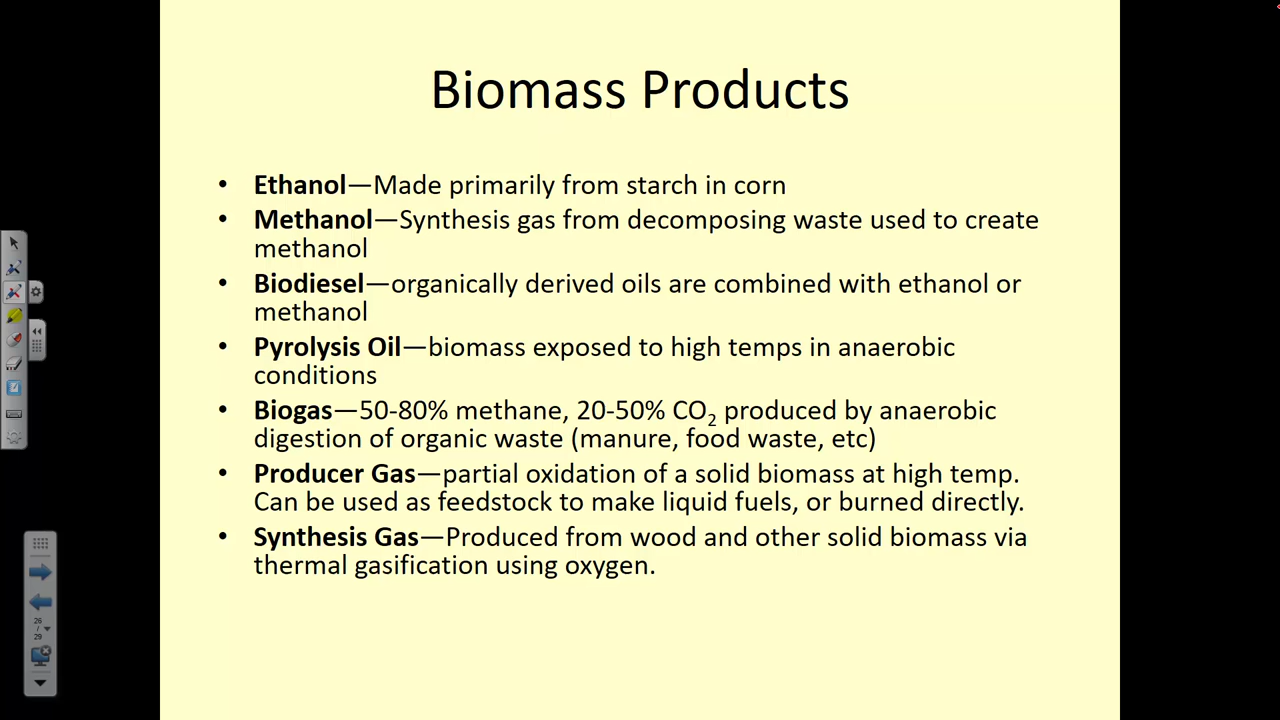 Biomass Products
• Ethanol—Made primarily from starch in corn
• Methanol—Synthesis gas from decomposing waste used to create
methanol
• Biodiesel—organically derived oils are combined with ethanol or
methanol
• Pyrolysis Oil—biomass exposed to high temps in anaerobic
conditions
• Biogas—50-80% methane, 20-50% CO₂ produced by anaerobic
digestion of organic waste (manure, food waste, etc)
• Producer Gas—partial oxidation of a solid biomass at high temp.
Can be used as feedstock to make liquid fuels, or burned directly.
• Synthesis Gas—Produced from wood and other solid biomass via
thermal gasification using oxygen.
26
/
29